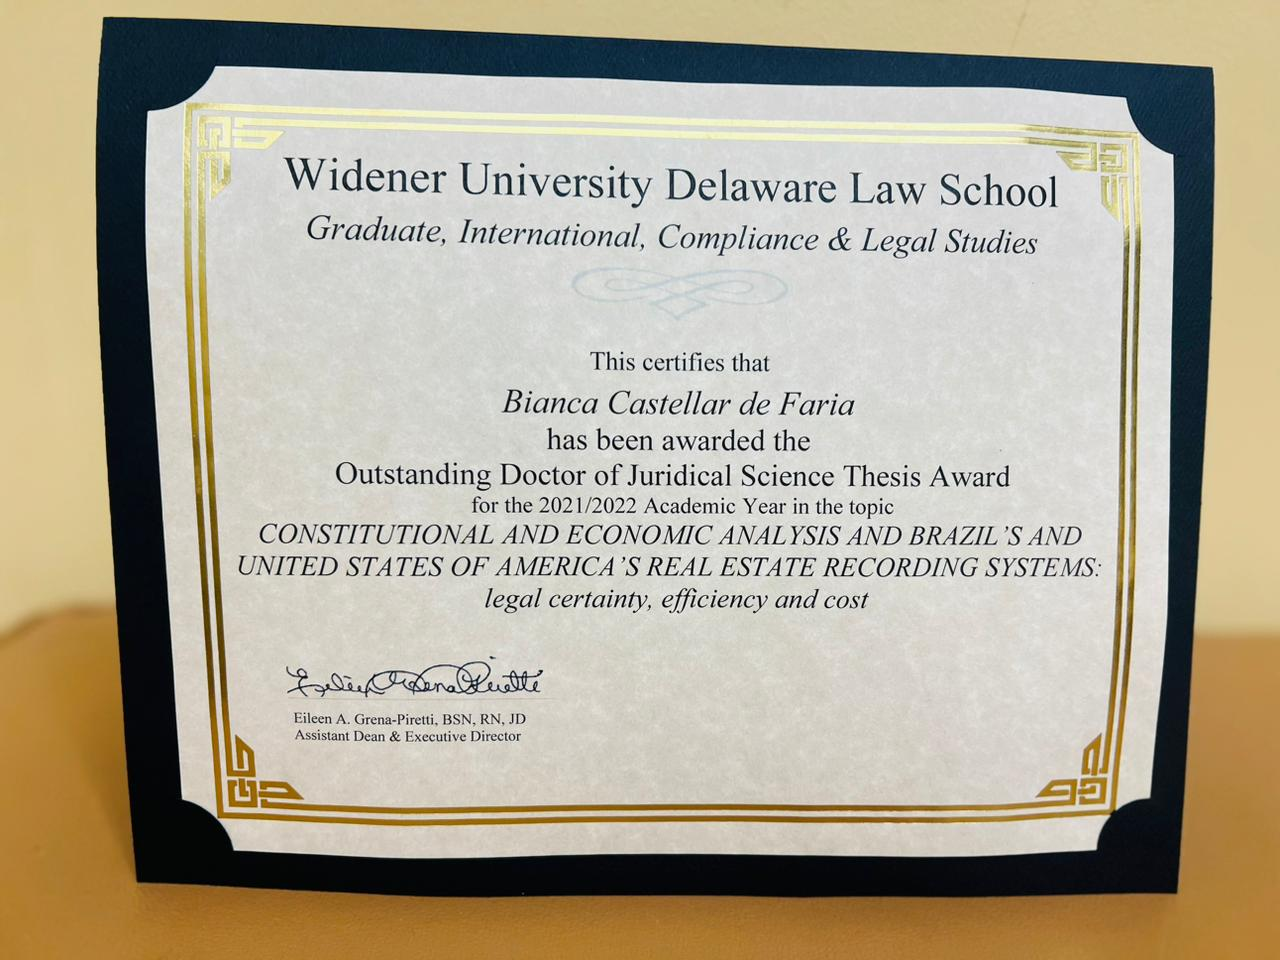 Widener University Delaware Law School
Graduate, International, Compliance & Legal Studies
This certifies that
Bianca Castellar de Faria
has been awarded the
Outstanding Doctor of Juridical Science Thesis Award
for the 2021/2022 Academic Year in the topic
CONSTITUTIONAL AND ECONOMIC ANALYSIS AND BRAZIL'S AND
UNITED STATES OF AMERICA'S REAL ESTATE RECORDING SYSTEMS:
legal certainty, efficiency and cost
Eileen A Grena Piretti
Eileen A. Grena-Piretti, BSN, RN, JD
Assistant Dean & Executive Director